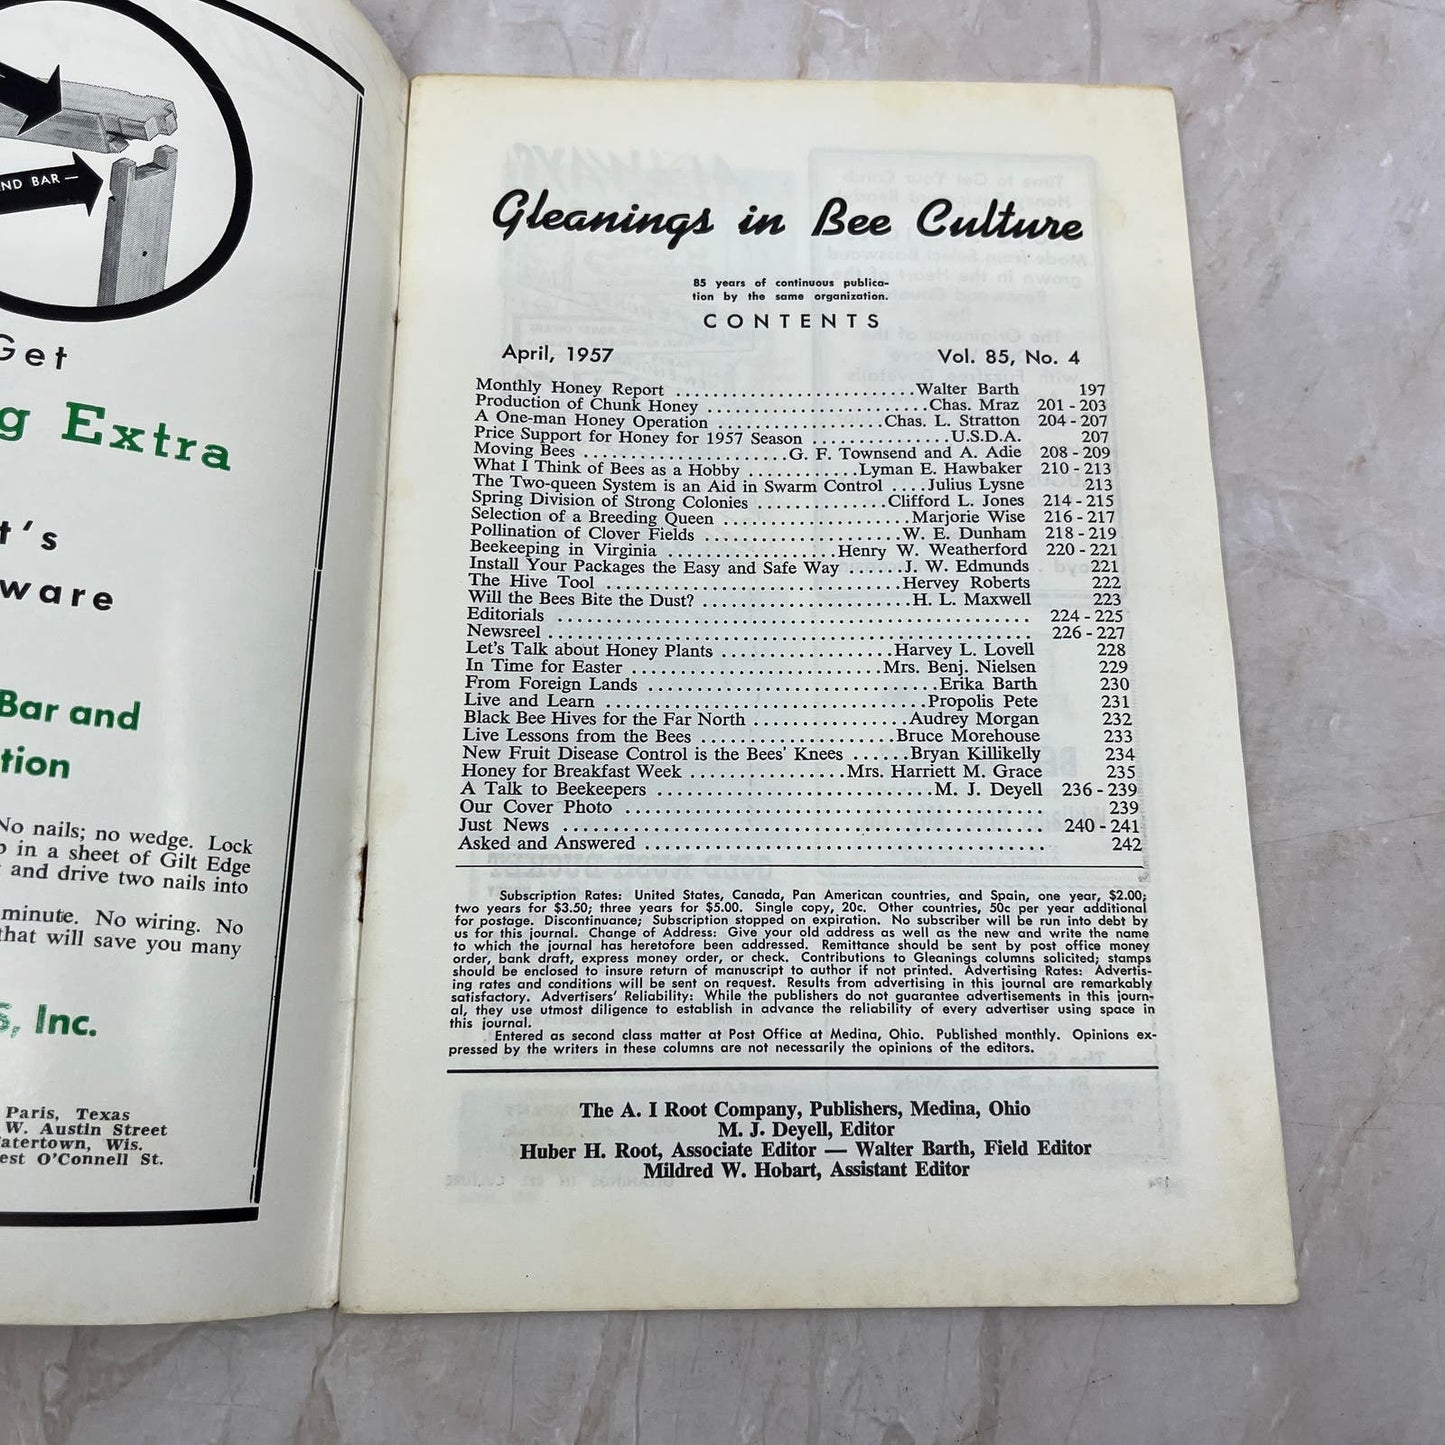 ND BAR —
Get
g Extra
t's
ware
Bar and
tion
No nails; no wedge. Lock
in a sheet of Gilt Edge
and drive two nails into
minute. No wiring. No
that will save you many
S, Inc.
Paris, Texas
W. Austin Street
atertown, Wis.
est O'Connell St.
Gleanings in Bee Culture
85 years of continuous publica-
tion by the same organization.
CONTENTS
April, 1957 Vol. 85, No. 4
Monthly Honey Report ........................ Walter Barth 197
Production of Chunk Honey ........................ Chas. Mraz 201 - 203
A One-man Honey Operation .................. Chas. L. Stratton 204 - 207
Price Support for Honey for 1957 Season .............. U.S.D.A. 207
Moving Bees ...................... G. F. Townsend and A. Adie 208 - 209
What I Think of Bees as a Hobby ............ Lyman E. Hawbaker 210 - 213
The Two-queen System is an Aid in Swarm Control .... Julius Lysne 213
Spring Division of Strong Colonies .............. Clifford L. Jones 214 - 215
Selection of a Breeding Queen .................... Marjorie Wise 216 - 217
Pollination of Clover Fields ...................... W. E. Dunham 218 - 219
Beekeeping in Virginia .................. Henry W. Weatherford 220 - 221
Install Your Packages the Easy and Safe Way ...... J. W. Edmunds 221
The Hive Tool ................................ Hervey Roberts 222
Will the Bees Bite the Dust? ...................... H. L. Maxwell 223
Editorials .................................................. 224 - 225
Newsreel .................................................. 226 - 227
Let's Talk about Honey Plants .................. Harvey L. Lovell 228
In Time for Easter .......................... Mrs. Benj. Nielsen 229
From Foreign Lands .............................. Erika Barth 230
Live and Learn ................................ Propolis Pete 231
Black Bee Hives for the Far North ................ Audrey Morgan 232
Live Lessons from the Bees .................... Bruce Morehouse 233
New Fruit Disease Control is the Bees' Knees ...... Bryan Killikelly 234
Honey for Breakfast Week ................ Mrs. Harriett M. Grace 235
A Talk to Beekeepers ............................ M. J. Deyell 236 - 239
Our Cover Photo ............................................ 239
Just News .................................................. 240 - 241
Asked and Answered .......................................... 242
Subscription Rates: United States, Canada, Pan American countries, and Spain, one year, $2.00;
two years for $3.50; three years for $5.00. Single copy, 20c. Other countries, 50c per year additional
for postage. Discontinuance; Subscription stopped on expiration. No subscriber will be run into debt by
us for this journal. Change of Address: Give your old address as well as the new and write the name
to which the journal has heretofore been addressed. Remittance should be sent by post office money
order, bank draft, express money order, or check. Contributions to Gleanings columns solicited; stamps
should be enclosed to insure return of manuscript to author if not printed. Advertising Rates: Advertis-
ing rates and conditions will be sent on request. Results from advertising in this journal are remarkably
satisfactory. Advertisers' Reliability: While the publishers do not guarantee advertisements in this journ-
al, they use utmost diligence to establish in advance the reliability of every advertiser using space in
this journal.
Entered as second class matter at Post Office at Medina, Ohio. Published monthly. Opinions ex-
pressed by the writers in these columns are not necessarily the opinions of the editors.
The A. I Root Company, Publishers, Medina, Ohio
M. J. Deyell, Editor
Huber H. Root, Associate Editor — Walter Barth, Field Editor
Mildred W. Hobart, Assistant Editor